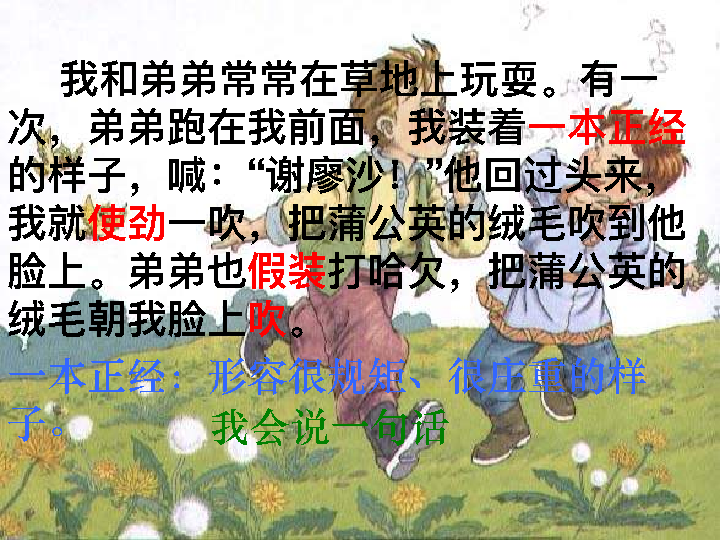 我和弟弟常常在草地上玩耍。有一
次，弟弟跑在我前面，我装着一本正经
的样子，喊：“谢廖沙！”他回过头来，
我就使劲一吹，把蒲公英的绒毛吹到他
脸上。弟弟也假装打哈欠，把蒲公英的
绒毛朝我脸上吹。
一本正经：形容很规矩、很庄重的样
子。
我会说一句话